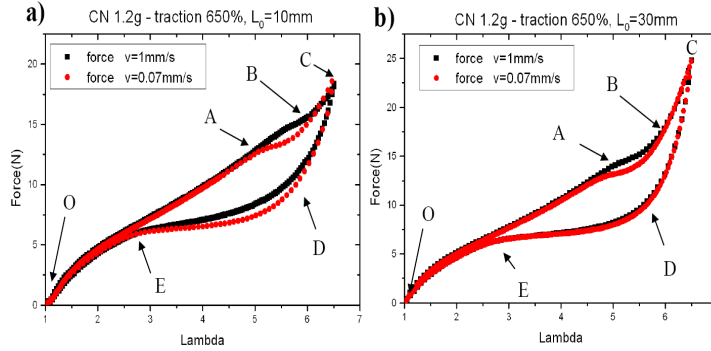 a)
CN 1.2g - traction 650%, L0=10mm
force v=1mm/s
force v=0.07mm/s
C
B
A
O
D
E
Force(N)
20
15
10
5
0
1 2 3 4 5 6 7
Lambda
b)
CN 1.2g - traction 650%, L0=30mm
force v=1mm/s
force v=0.07mm/s
C
B
A
O
D
E
Force(N)
25
20
15
10
5
0
1 2 3 4 5 6 7
Lambda